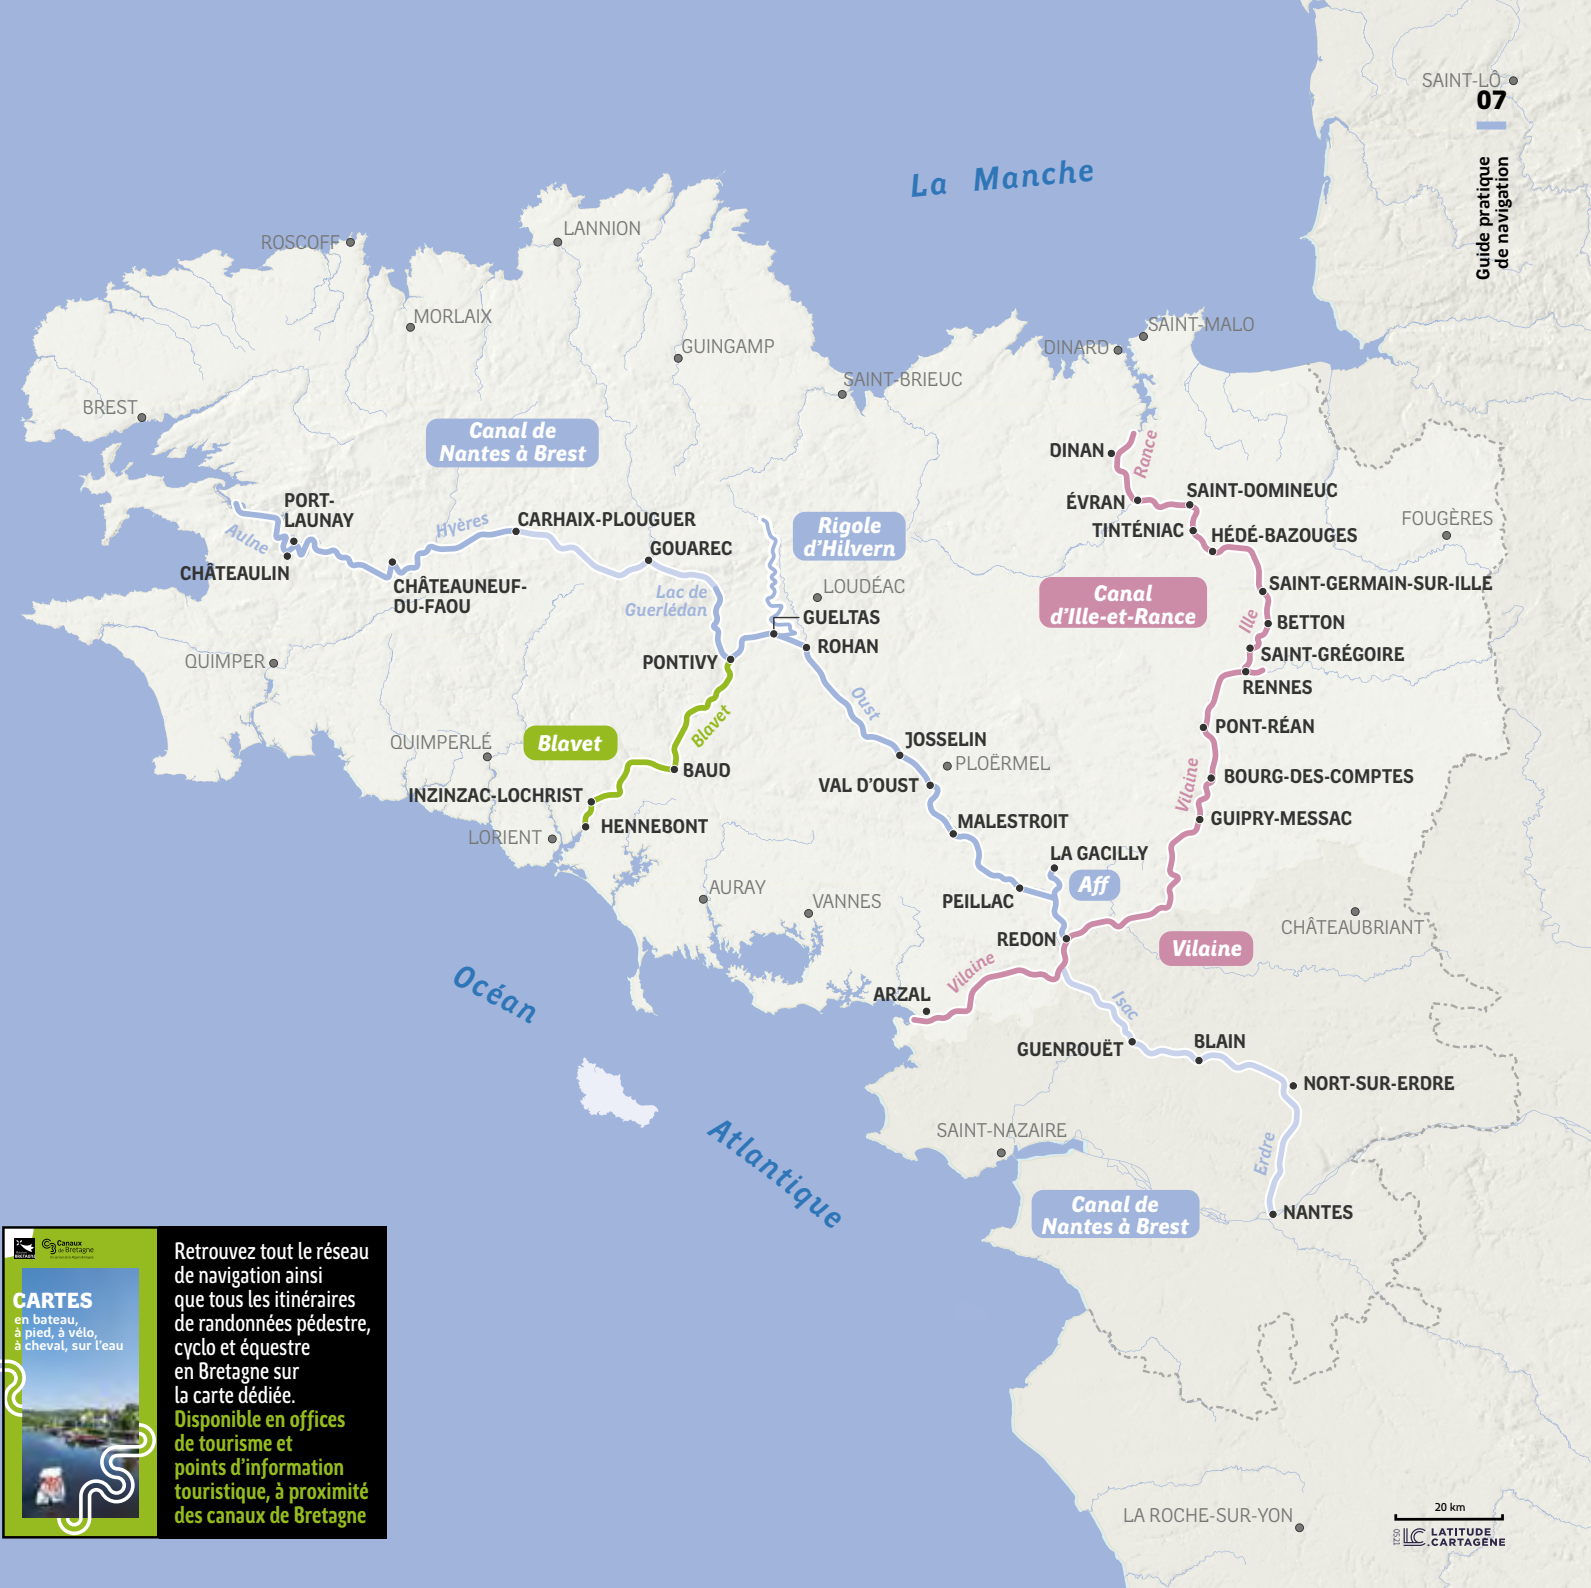 SAINT-LÔ
07
Guide pratique
de navigation
La Manche
LANNION
ROSCOFF
MORLAIX
GUINGAMP
SAINT-MALO
DINARD
SAINT-BRIEUC
BREST
Canal de
Nantes à Brest
DINAN
Rance
ÉVRAN
SAINT-DOMINEUC
TINTÉNIAC
HÉDÉ-BAZOUGES
FOUGÈRES
PORT-
LAUNAY
Aulne
Hyères
CARHAIX-PLOUGUER
GOUAREC
Rigole
d'Hilvern
CHÂTEAULIN
CHÂTEAUNEUF-
DU-FAOU
Lac de
Guerlédan
LOUDÉAC
GUELTAS
ROHAN
Canal
d'Ille-et-Rance
SAINT-GERMAIN-SUR-ILLE
Ille
BETTON
SAINT-GRÉGOIRE
RENNES
QUIMPER
PONTIVY
Oust
Blavet
Blavet
PONT-RÉAN
QUIMPERLÉ
JOSSELIN
PLOËRMEL
BAUD
VAL D'OUST
Vilaine
BOURG-DES-COMPTES
INZINZAC-LOCHRIST
HENNEBONT
LORIENT
MALESTROIT
GUIPRY-MESSAC
LA GACILLY
Aff
AURAY
VANNES
PEILLAC
CHÂTEAUBRIANT
REDON
Vilaine
Vilaine
ARZAL
Océan
Isac
GUENROUËT
BLAIN
NORT-SUR-ERDRE
Atlantique
SAINT-NAZAIRE
Erdre
Canal de
Nantes à Brest
NANTES
BRETAGNE
Canaux
de Bretagne
CARTES
en bateau,
à pied, à vélo,
à cheval, sur l'eau
Retrouvez tout le réseau
de navigation ainsi
que tous les itinéraires
de randonnées pédestre,
cyclo et équestre
en Bretagne sur
la carte dédiée.
Disponible en offices
de tourisme et
points d'information
touristique, à proximité
des canaux de Bretagne
LA ROCHE-SUR-YON
20 km
05.21
LC LATITUDE
.CARTAGÈNE